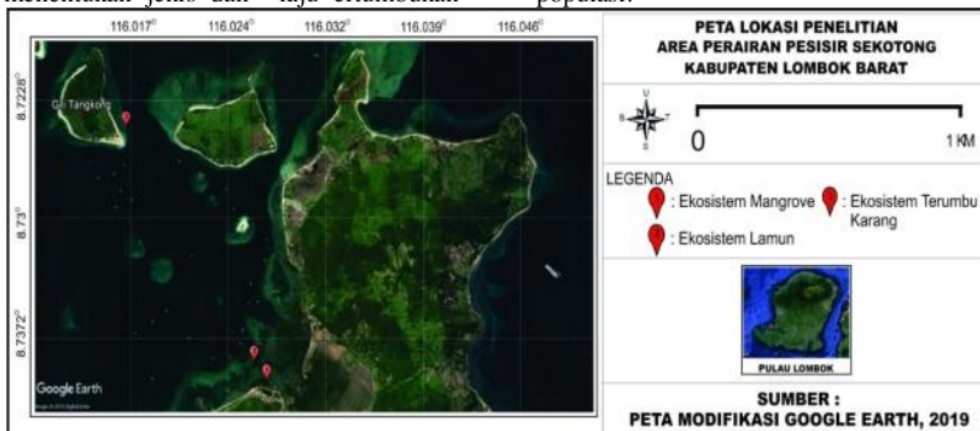 116.017° 116.024° 116.032° 116.039° 116.046°
8.7228°
8.73°
8.7372°
Gili Tangkong
Google Earth
PETA LOKASI PENELITIAN
AREA PERAIRAN PESISIR SEKOTONG
KABUPATEN LOMBOK BARAT
U
B T
S
0 1 KM
LEGENDA
: Ekosistem Mangrove
: Ekosistem Lamun
: Ekosistem Terumbu
Karang
PULAU LOMBOK
SUMBER :
PETA MODIFIKASI GOOGLE EARTH, 2019